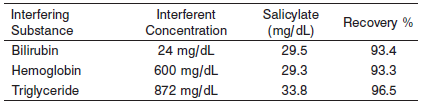 Interfering Substance	Interferent Concentration	Salicylate (mg/dL)	Recovery %
Bilirubin	24 mg/dL	29.5	93.4
Hemoglobin	600 mg/dL	29.3	93.3
Triglyceride	872 mg/dL	33.8	96.5